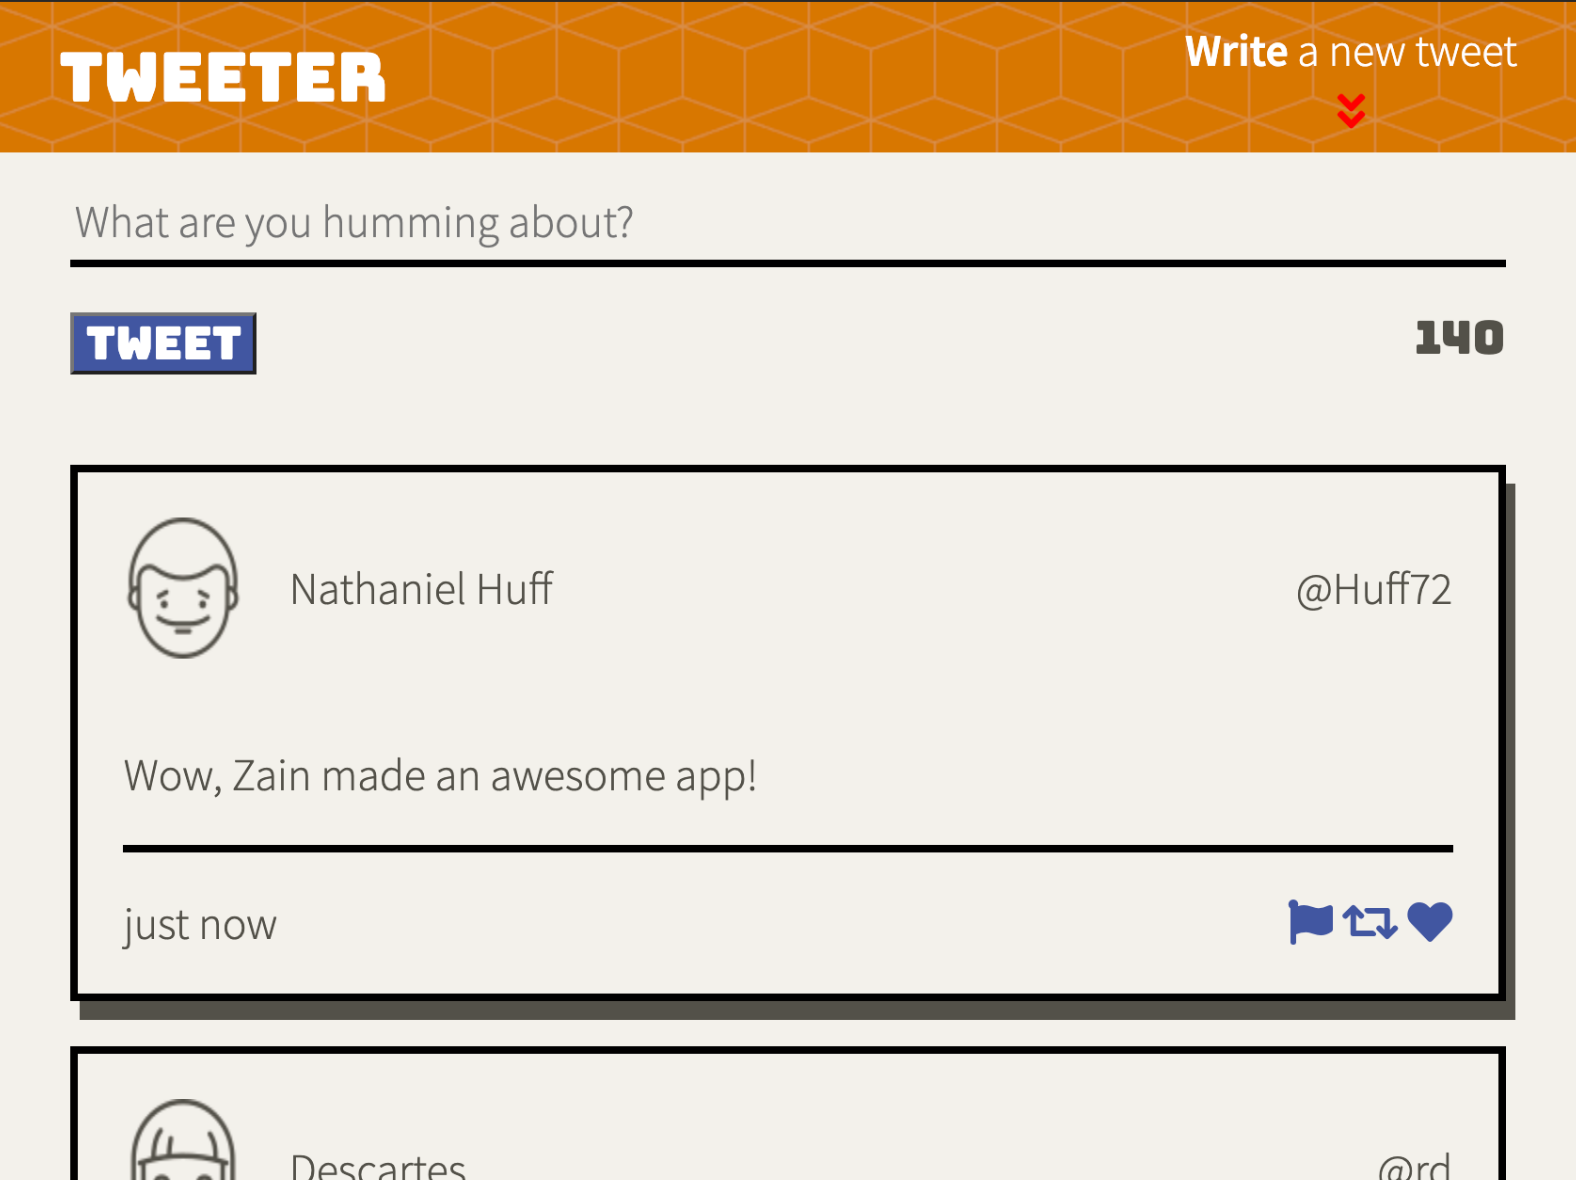 TWEETER
Write a new tweet
What are you humming about?
TWEET
140
Nathaniel Huff
@Huff72
Wow, Zain made an awesome app!
just now
Descartes
@rd